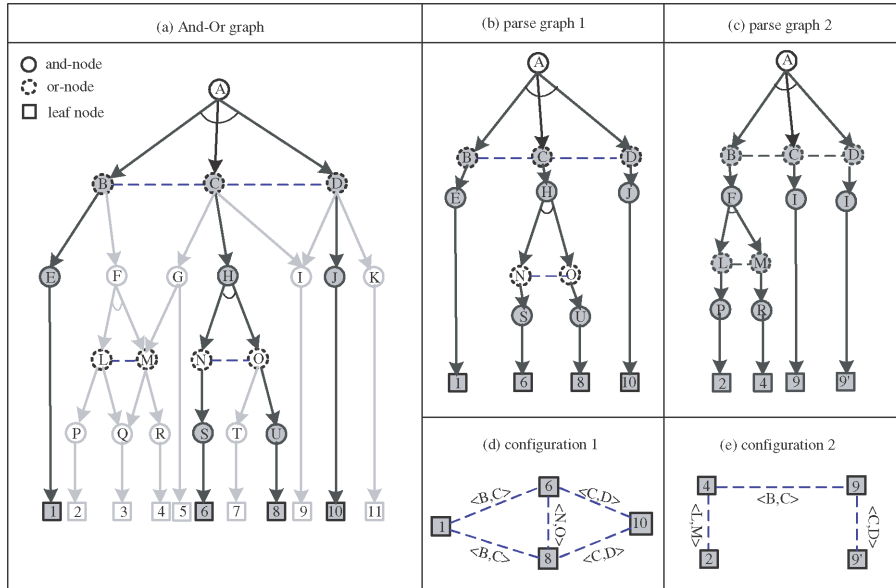 (a) And-Or graph
and-node
or-node
leaf node
A
B C D
E F G H I J K
L M N O
P Q R S T U
1 2 3 4 5 6 7 8 9 10 11
(b) parse graph 1
A
B C D
E H J
N O
S U
1 6 8 10
(c) parse graph 2
A
B C D
F I I
L M
P R
2 4 9 9'
(d) configuration 1
<B,C> 6 <C,D>
1 <N,O> 10
<B,C> 8 <C,D>
(e) configuration 2
4 9
<B,C>
<L,M> <C,D>
2 9'